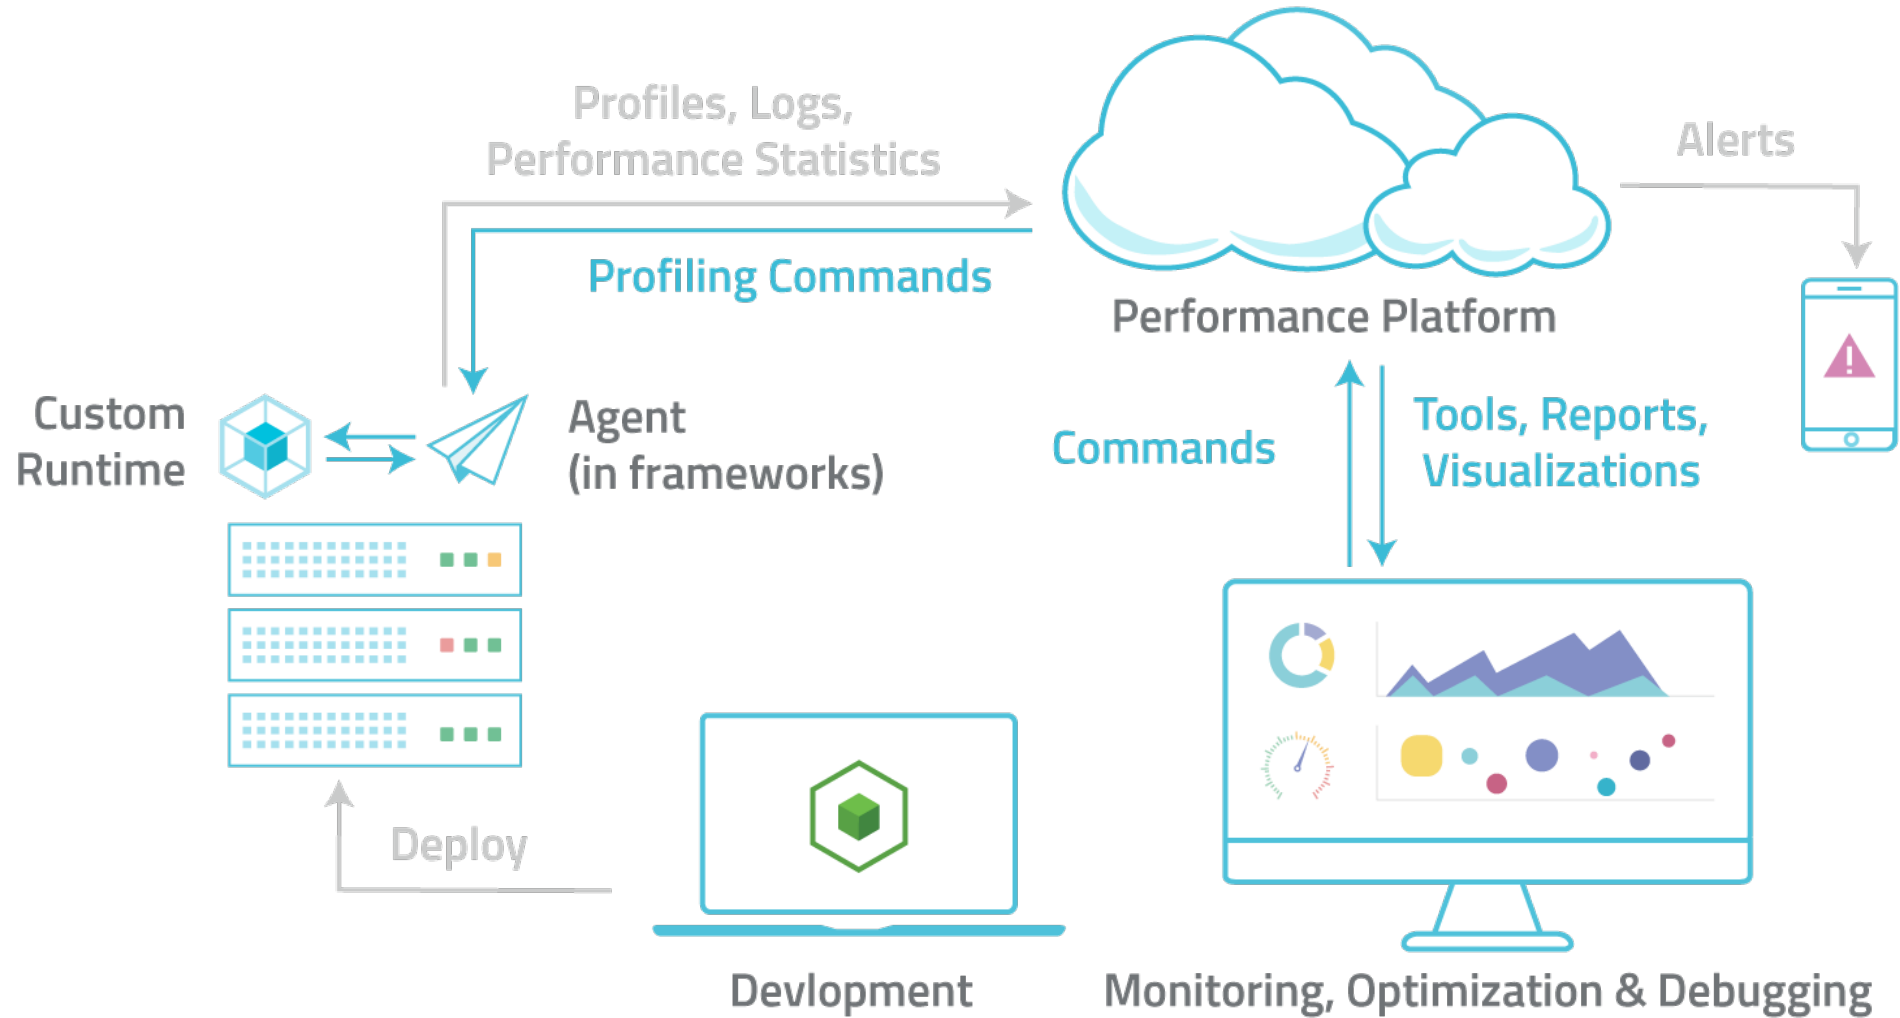 Profiles, Logs,
Performance Statistics
Alerts
Profiling Commands
Performance Platform
Custom
Runtime
Agent
(in frameworks)
Commands
Tools, Reports,
Visualizations
Deploy
Devlopment
Monitoring, Optimization & Debugging